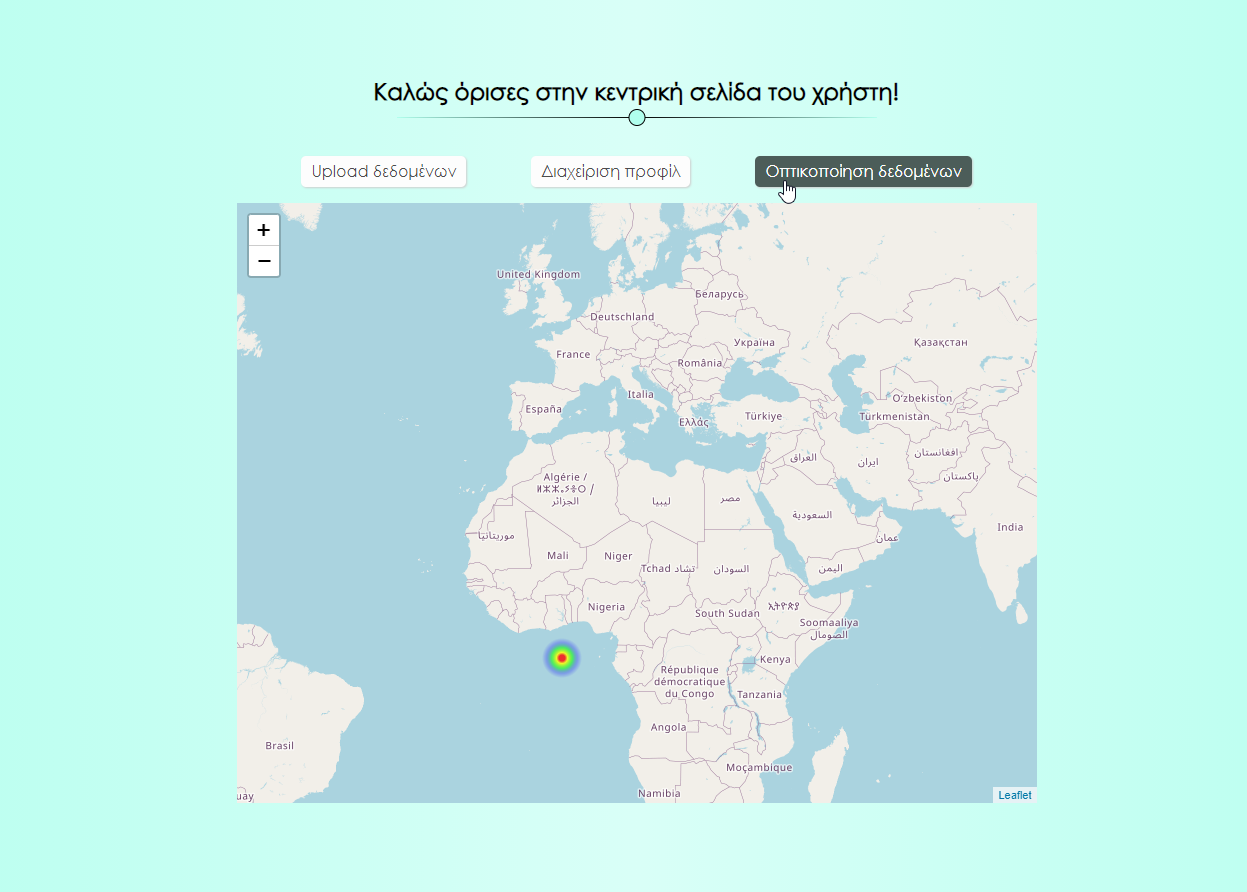 Καλώς όρισες στην κεντρική σελίδα του χρήστη!
Upload δεδομένων
Διαχείριση προφίλ
Οπτικοποίηση δεδομένων
+
−
United Kingdom
Беларусь
Deutschland
Україна
Қазақстан
France
România
Italia
O'zbekiston
España
Ελλάς
Türkiye
Türkmenistan
العراق
ایران
افغانستان
پاکستان
Algérie /
ⵍⵣⵣⴰⵢⴻⵔ /
الجزائر
ليبيا
مصر
السعودية
India
موريتانيا
عمان
Mali
Niger
Tchad تشاد
السودان
اليمن
Nigeria
South Sudan
ኢትዮጵያ
Soomaaliya
الصومال
Kenya
République
démocratique
du Congo
Tanzania
Angola
Brasil
Moçambique
Namibia
uay
Leaflet